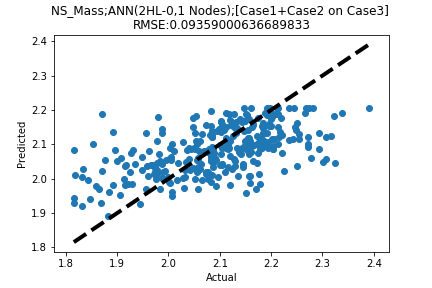 NS_Mass;ANN(2HL-0,1 Nodes);[Case1+Case2 on Case3]
RMSE:0.09359000636689833
2.4
2.3
2.2
2.1
2.0
1.9
1.8
Predicted
1.8 1.9 2.0 2.1 2.2 2.3 2.4
Actual